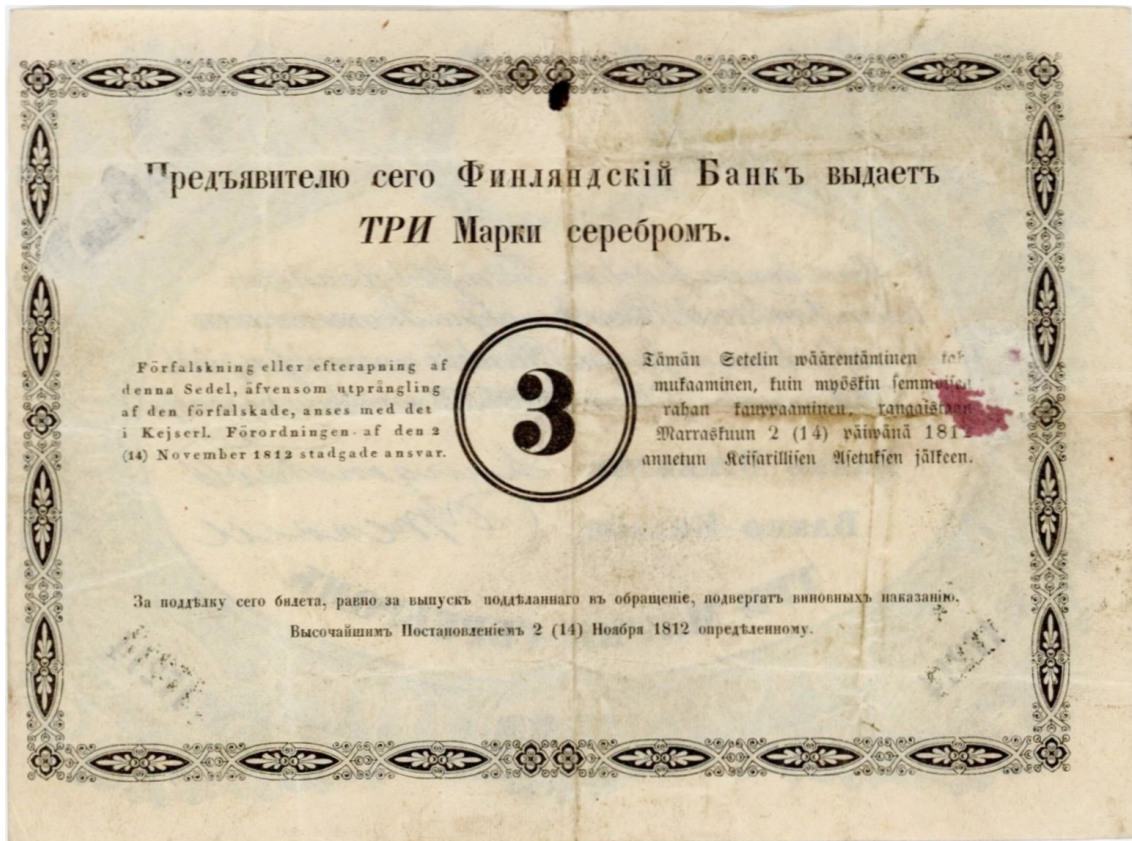 Предъявителю сего Финляндскій Банкъ выдаетъ
ТРИ Марки серебромъ.
Förfalskning eller efterapning af
denna Sedel, äfvensom utprångling
af den förfalskade, anses med det
i Kejserl. Förordningen af den 2
(14) November 1812 stadgade ansvar.
3
Tämän Setelin wäärentäminen
mukaaminen, kuin myöskin semmoisen
rahan kauppaaminen, rangaistaan
Marraskuun 2 (14) päiwänä 1812
annetun Keisarillisen Asetuksen jälkeen.
За поддѣлку сего билета, равно за выпускъ поддѣланнаго въ обращеніе, подвергать виновныхъ наказанію.
Высочайшимъ Постановленіемъ 2 (14) Ноября 1812 опредѣленному.